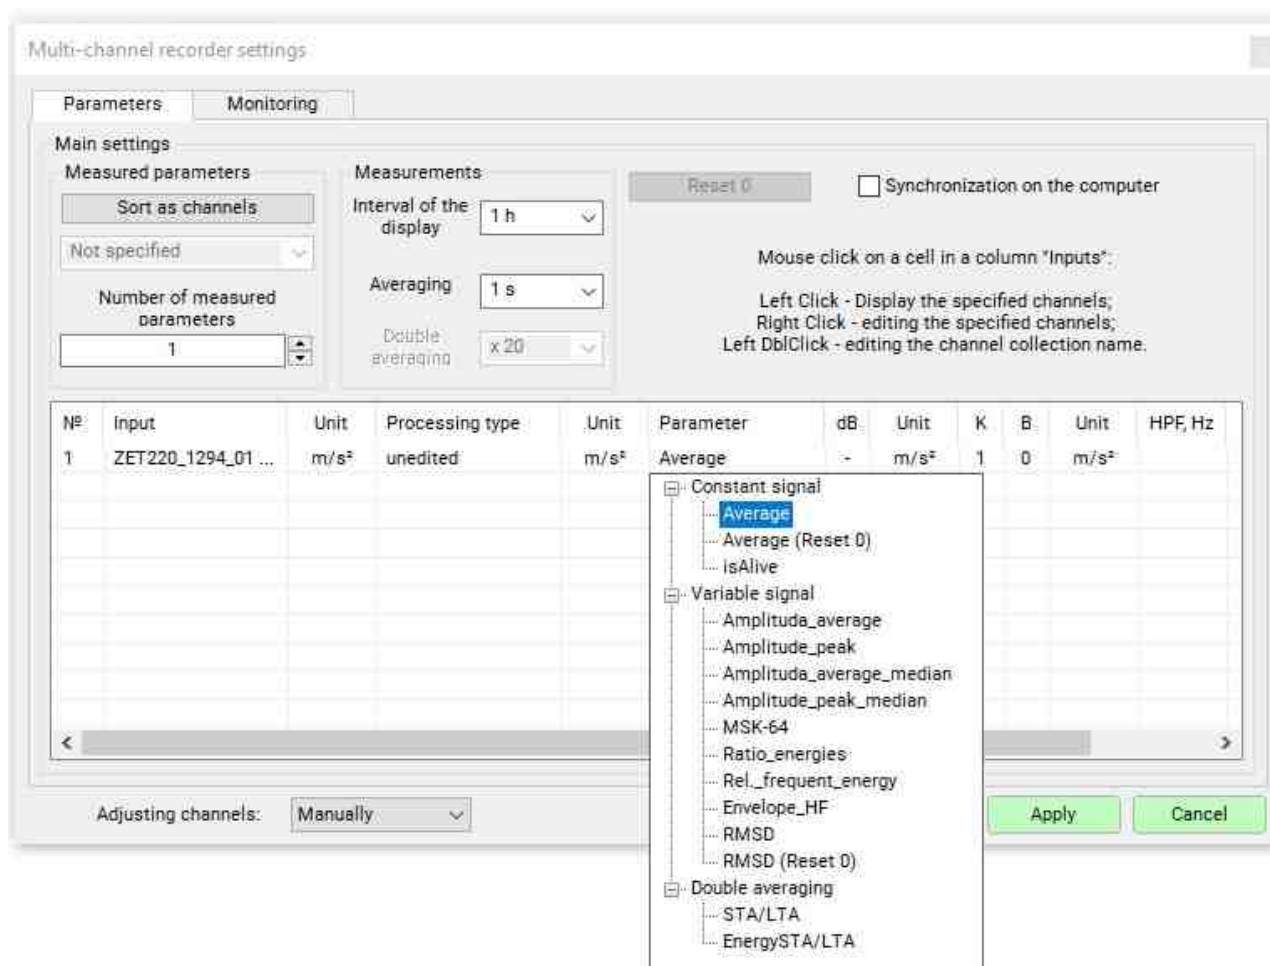 Multi-channel recorder settings
Parameters Monitoring
Main settings
Measured parameters
Sort as channels
Not specified
Number of measured
parameters
1
Measurements
Interval of the
display
1 h
Averaging
1 s
Double
averaging
x 20
Reset 0
Synchronization on the computer
Mouse click on a cell in a column "Inputs":
Left Click - Display the specified channels;
Right Click - editing the specified channels;
Left DblClick - editing the channel collection name.
Nº Input Unit Processing type Unit Parameter dB Unit K B Unit HPF, Hz
1 ZET220_1294_01 ... m/s² unedited m/s² Average - m/s² 1 0 m/s²
Constant signal
Average
Average (Reset 0)
isAlive
Variable signal
Amplituda_average
Amplitude_peak
Amplituda_average_median
Amplitude_peak_median
MSK-64
Ratio_energies
Rel._frequent_energy
Envelope_HF
RMSD
RMSD (Reset 0)
Double averaging
STA/LTA
EnergySTA/LTA
Adjusting channels: Manually
Apply Cancel